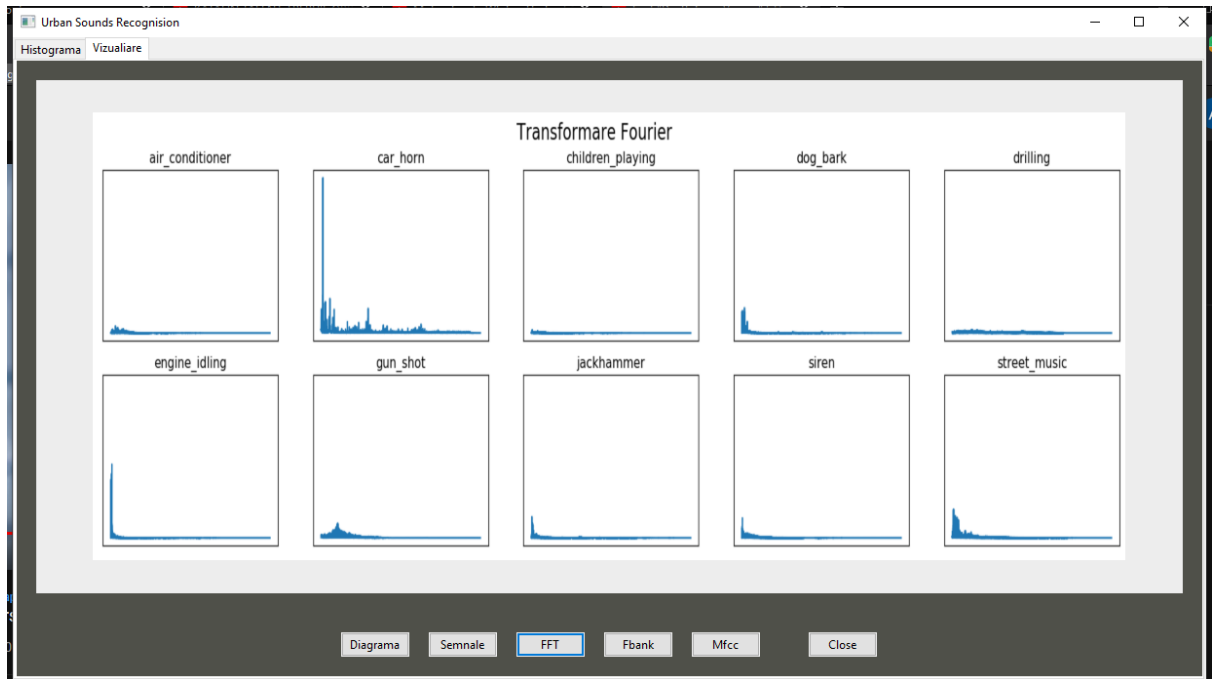 Urban Sounds Recognision
Histograma Vizualiare
Transformare Fourier
air_conditioner car_horn children_playing dog_bark drilling
engine_idling gun_shot jackhammer siren street_music
Diagrama Semnale FFT Fbank Mfcc Close